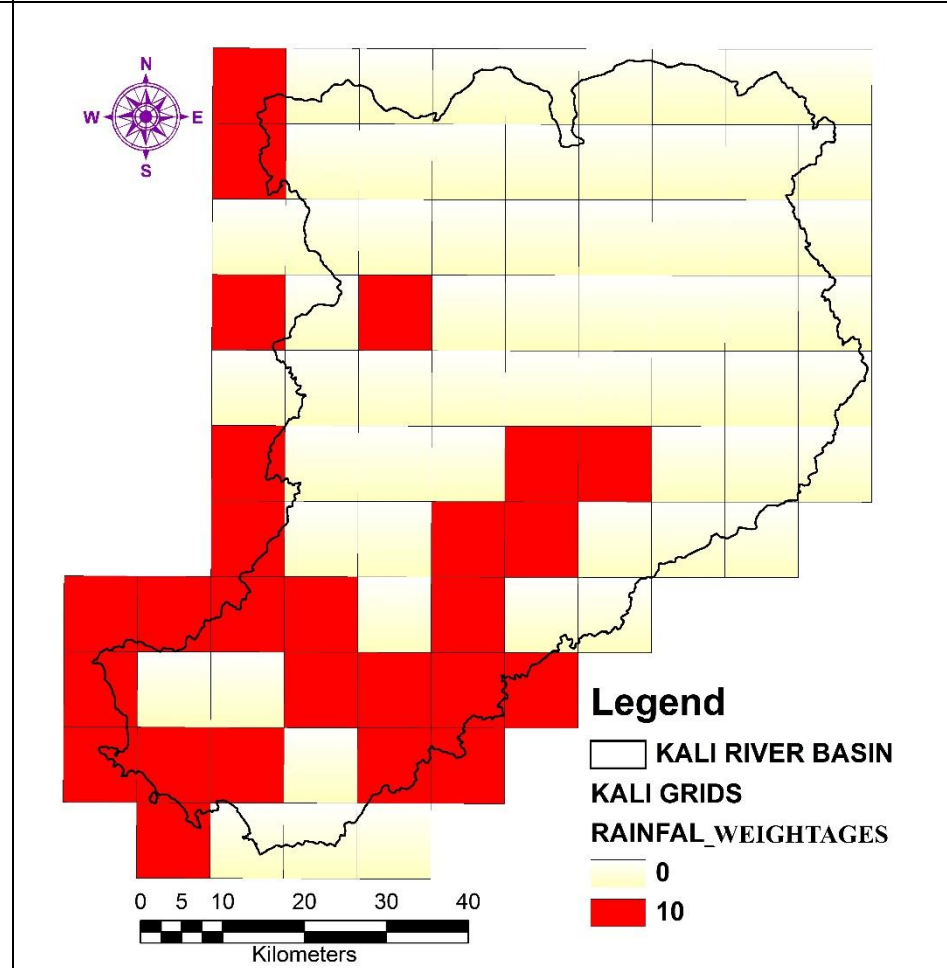 N
W E
S
Legend
KALI RIVER BASIN
KALI GRIDS
RAINFAL_WEIGHTAGES
0
10
0 5 10 20 30 40
Kilometers